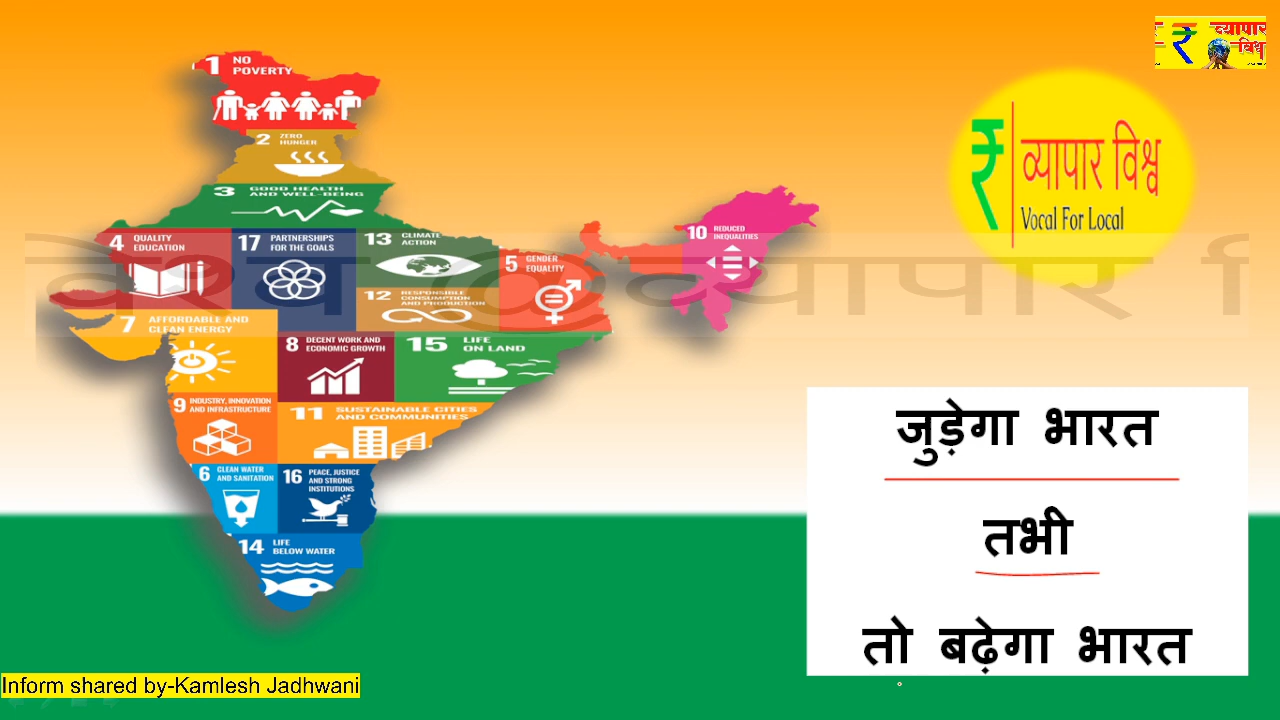 ₹ व्यापार
विश्व
1 NO
POVERTY
2 ZERO
HUNGER
3 GOOD HEALTH
AND WELL-BEING
4 QUALITY
EDUCATION
17 PARTNERSHIPS
FOR THE GOALS
13 CLIMATE
ACTION
5 GENDER
EQUALITY
10 REDUCED
INEQUALITIES
12 RESPONSIBLE
CONSUMPTION
AND PRODUCTION
7 AFFORDABLE AND
CLEAN ENERGY
8 DECENT WORK AND
ECONOMIC GROWTH
15 LIFE
ON LAND
9 INDUSTRY, INNOVATION
AND INFRASTRUCTURE
11 SUSTAINABLE CITIES
AND COMMUNITIES
6 CLEAN WATER
AND SANITATION
16 PEACE, JUSTICE
AND STRONG
INSTITUTIONS
14 LIFE
BELOW WATER
₹ व्यापार विश्व
Vocal For Local
@व्यापार
जुड़ेगा भारत
तभी
तो बढ़ेगा भारत
Inform shared by-Kamlesh Jadhwani